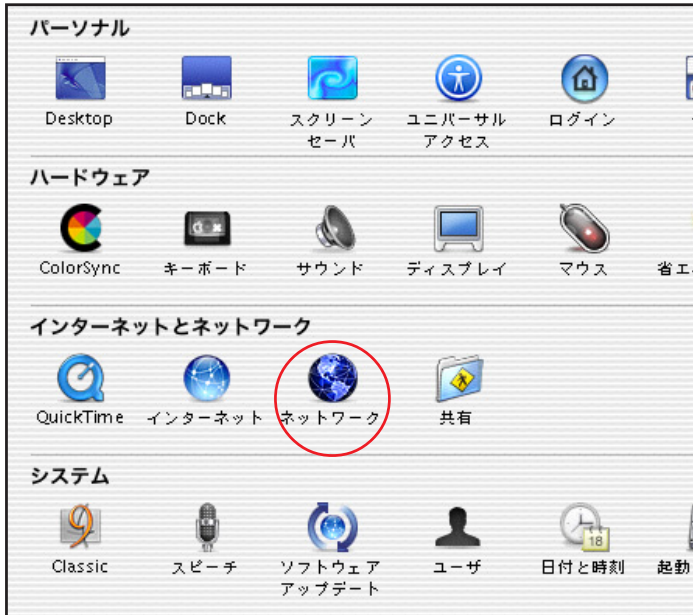 パーソナル
Desktop Dock スクリーン ユニバーサル ログイン
セーバ アクセス
ハードウェア
ColorSync キーボード サウンド ディスプレイ マウス 省エ
インターネットとネットワーク
QuickTime インターネット ネットワーク 共有
システム
9 18
Classic スピーチ ソフトウェア ユーザ 日付と時刻 起動
アップデート